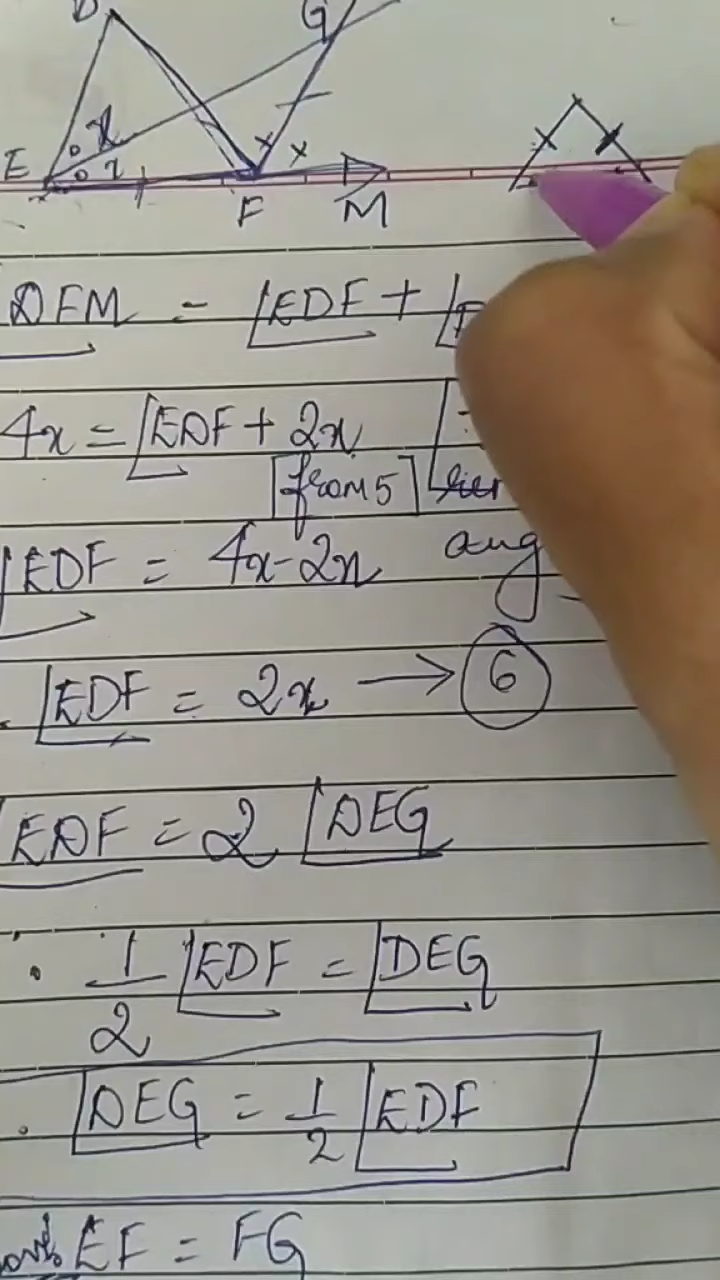 D G
x
E x x x
F M
DFM = ∠EDF +
4x = ∠EDF + 2x
[from 5]
∠EDF = 4x - 2x ang
∠EDF = 2x → 6
EDF = 2 ∠DEG
∴ 1/2 ∠EDF = ∠DEG
∴ ∠DEG = 1/2 ∠EDF
EF = FG